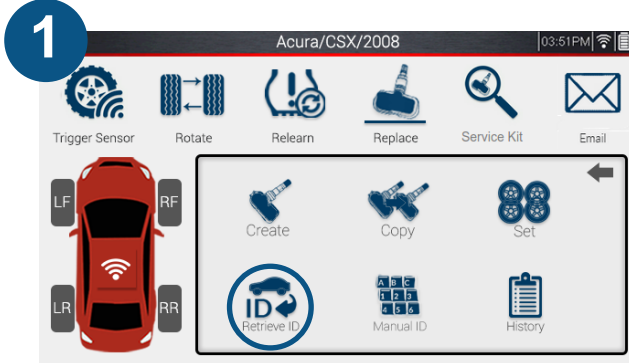 1
Acura/CSX/2008
03:51PM
Trigger Sensor
Rotate
Relearn
Replace
Service Kit
Email
LF
RF
LR
RR
Create
Copy
Set
ID
Retrieve ID
A B C
1 2 3
4 5 6
Manual ID
History